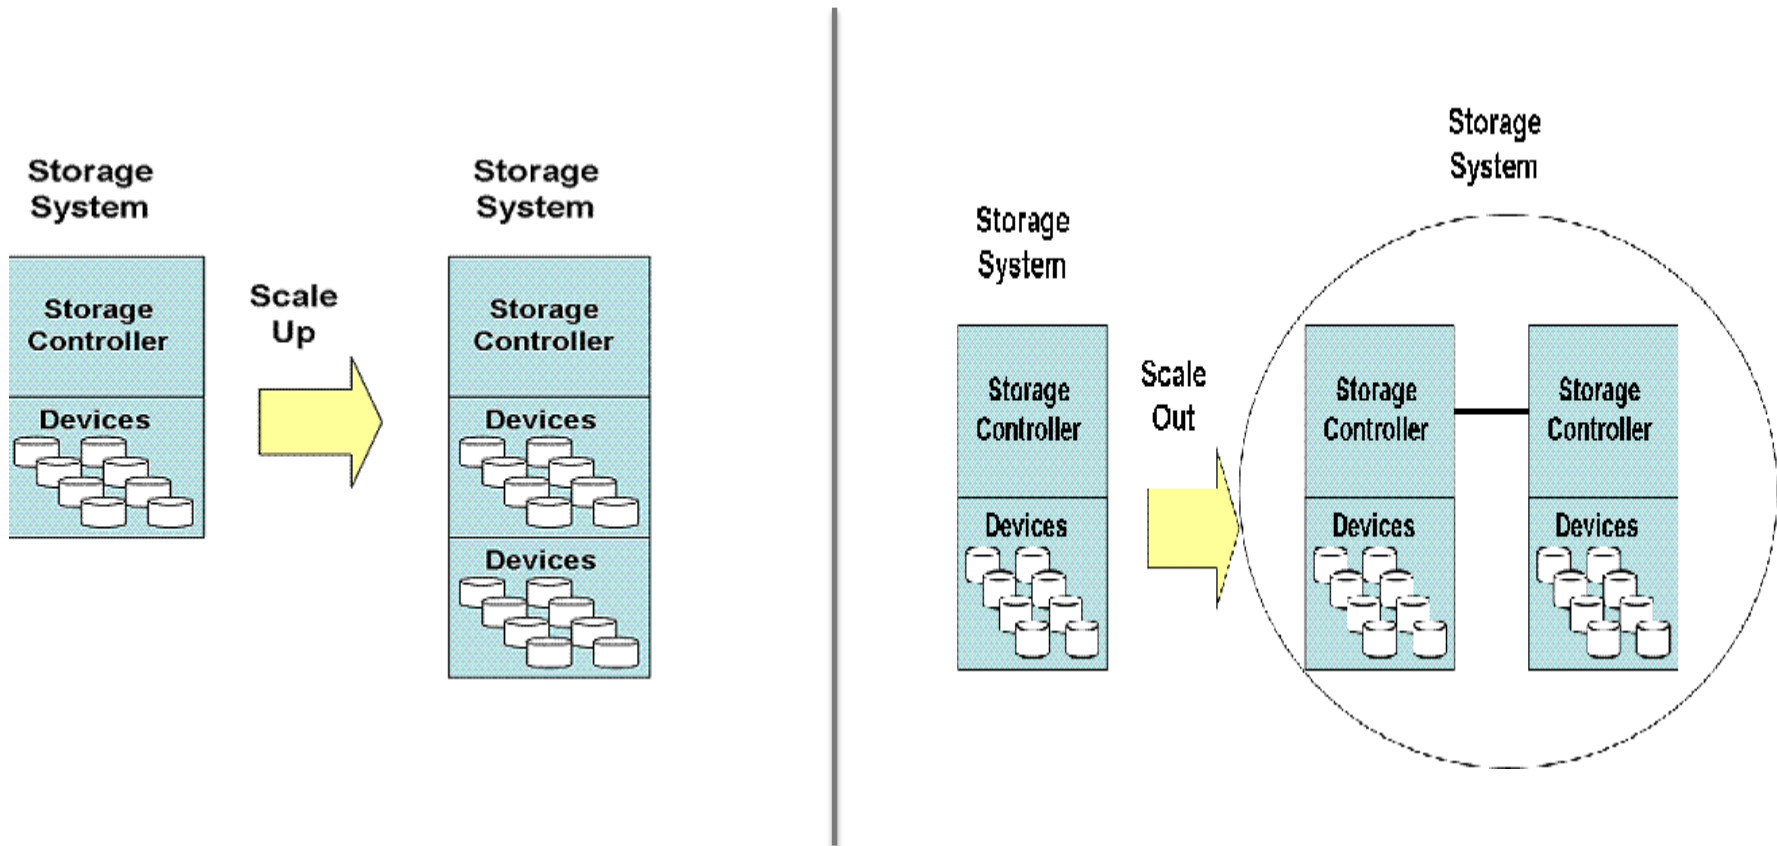 Storage
System
Storage
Controller
Devices
Scale
Up
Storage
System
Storage
Controller
Devices
Devices
Storage
System
Storage
Controller
Devices
Scale
Out
Storage
System
Storage
Controller
Devices
Storage
Controller
Devices